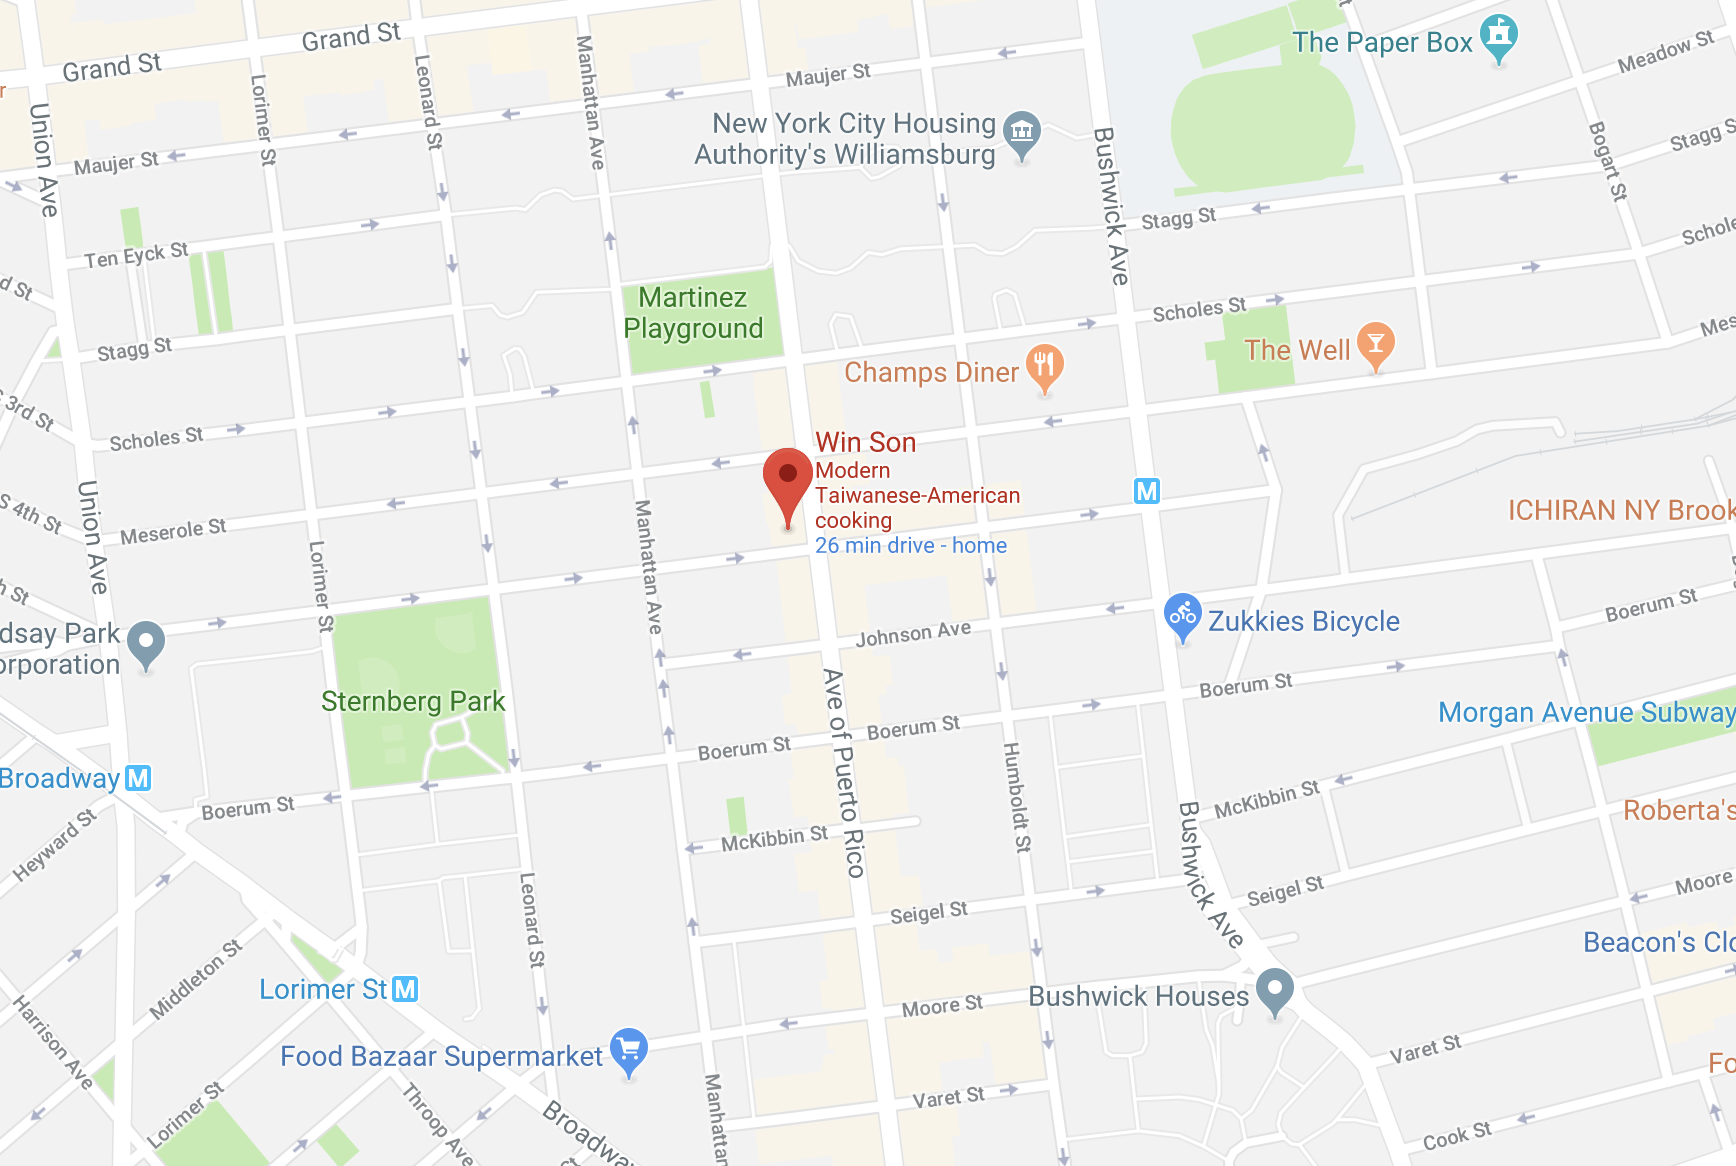 Grand St
Grand St
Maujer St
The Paper Box
Meadow St
Union Ave
Lorimer St
Leonard St
Manhattan Ave
New York City Housing
Authority's Williamsburg
Bushwick Ave
Bogart St
Stagg S
Maujer St
Stagg St
Ten Eyck St
Schole
d St
Martinez
Playground
Scholes St
Mes
Stagg St
The Well
Champs Diner
3rd St
Scholes St
Win Son
Modern
Taiwanese-American
cooking
26 min drive - home
M
S 4th St
Union Ave
Meserole St
Manhattan Ave
ICHIRAN NY Brook
Lorimer St
h St
Boerum St
dsay Park
orporation
Johnson Ave
Zukkies Bicycle
Sternberg Park
Ave of Puerto Rico
Boerum St
Morgan Avenue Subway
Boerum St
Boerum St
Humboldt St
Broadway M
Boerum St
McKibbin St
Bushwick Ave
Roberta's
Heyward St
McKibbin St
Leonard St
Seigel St
Seigel St
Moore
Middleton St
Beacon's Clo
Lorimer St M
Harrison Ave
Moore St
Bushwick Houses
Food Bazaar Supermarket
Varet St
Fo
Manhattan
Varet St
Lorimer St
Throop Ave
Broadway
Cook St